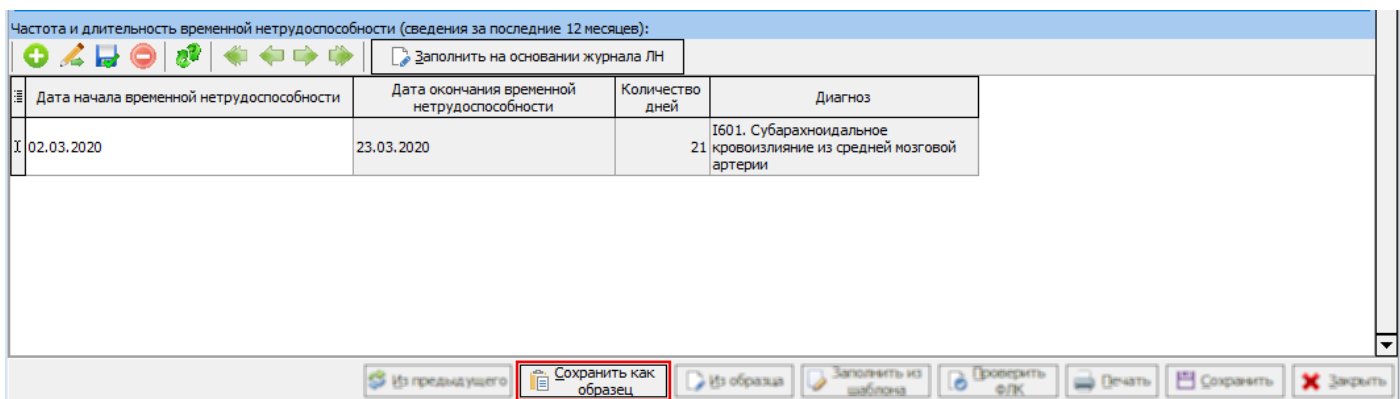 Частота и длительность временной нетрудоспособности (сведения за последние 12 месяцев):
Заполнить на основании журнала ЛН
Дата начала временной нетрудоспособности
Дата окончания временной
нетрудоспособности
Количество
дней
Диагноз
02.03.2020
23.03.2020
21
I601. Субарахноидальное
кровоизлияние из средней мозговой
артерии
Из предыдущего
Сохранить как
образец
Из образца
Заполнить из
шаблона
Проверить
ФЛК
Печать
Сохранить
Закрыть